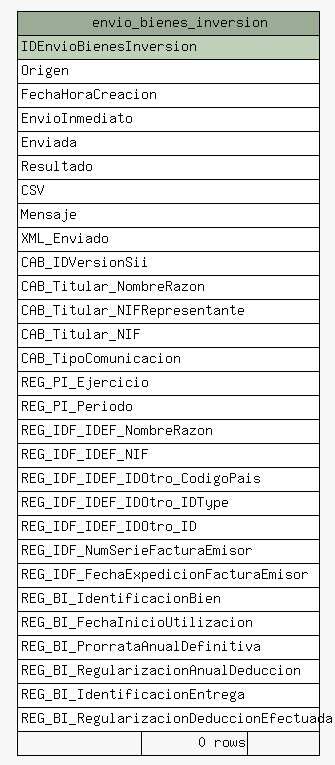 envio_bienes_inversion
IDEnvioBienesInversion
Origen
FechaHoraCreacion
EnvioInmediato
Enviada
Resultado
CSV
Mensaje
XML_Enviado
CAB_IDVersionSii
CAB_Titular_NombreRazon
CAB_Titular_NIFRepresentante
CAB_Titular_NIF
CAB_TipoComunicacion
REG_PI_Ejercicio
REG_PI_Periodo
REG_IDF_IDEF_NombreRazon
REG_IDF_IDEF_NIF
REG_IDF_IDEF_IDOtro_CodigoPais
REG_IDF_IDEF_IDOtro_IDType
REG_IDF_IDEF_IDOtro_ID
REG_IDF_NumSerieFacturaEmisor
REG_IDF_FechaExpedicionFacturaEmisor
REG_BI_IdentificacionBien
REG_BI_FechaInicioUtilizacion
REG_BI_ProrrataAnualDefinitiva
REG_BI_RegularizacionAnualDeduccion
REG_BI_IdentificacionEntrega
REG_BI_RegularizacionDeduccionEfectuada
0 rows